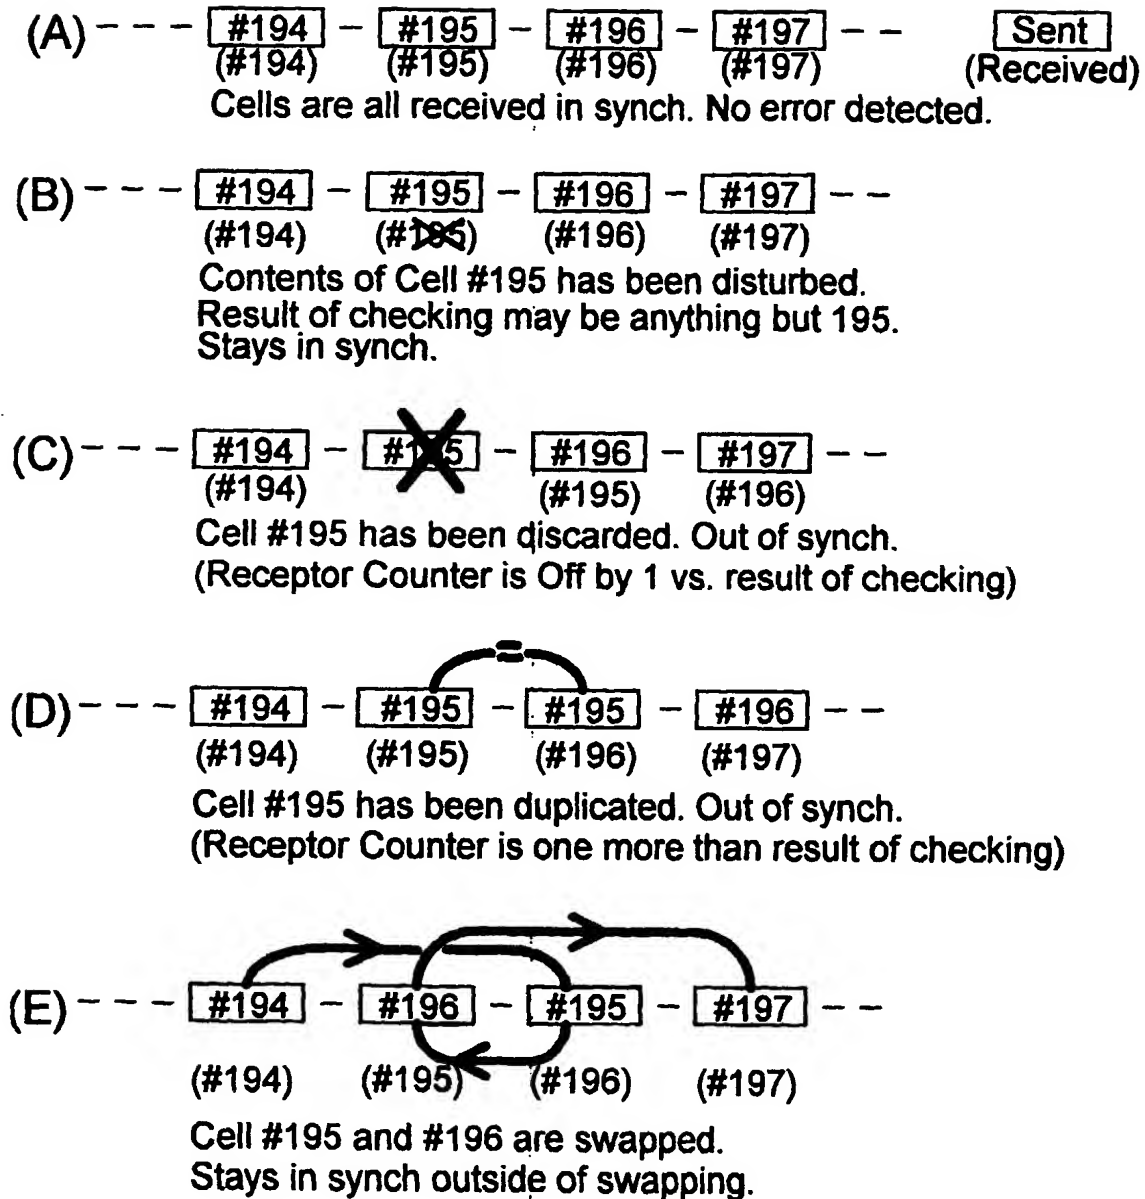 (A) - - - #194 - #195 - #196 - #197 - - Sent
(#194) (#195) (#196) (#197) (Received)
Cells are all received in synch. No error detected.
(B) - - - #194 - #195 - #196 - #197 - -
(#194) (#195) (#196) (#197)
Contents of Cell #195 has been disturbed.
Result of checking may be anything but 195.
Stays in synch.
(C) - - - #194 - #195 - #196 - #197 - -
(#194) (#195) (#196)
Cell #195 has been discarded. Out of synch.
(Receptor Counter is Off by 1 vs. result of checking)
=
(D) - - - #194 - #195 - #195 - #196 - -
(#194) (#195) (#196) (#197)
Cell #195 has been duplicated. Out of synch.
(Receptor Counter is one more than result of checking)
(E) - - - #194 - #196 - #195 - #197 - -
(#194) (#195) (#196) (#197)
Cell #195 and #196 are swapped.
Stays in synch outside of swapping.